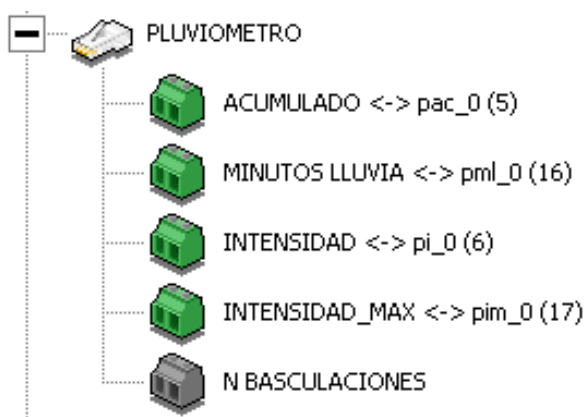 PLUVIOMETRO
ACUMULADO <-> pac_0 (5)
MINUTOS LLUVIA <-> pml_0 (16)
INTENSIDAD <-> pi_0 (6)
INTENSIDAD_MAX <-> pim_0 (17)
N BASCULACIONES